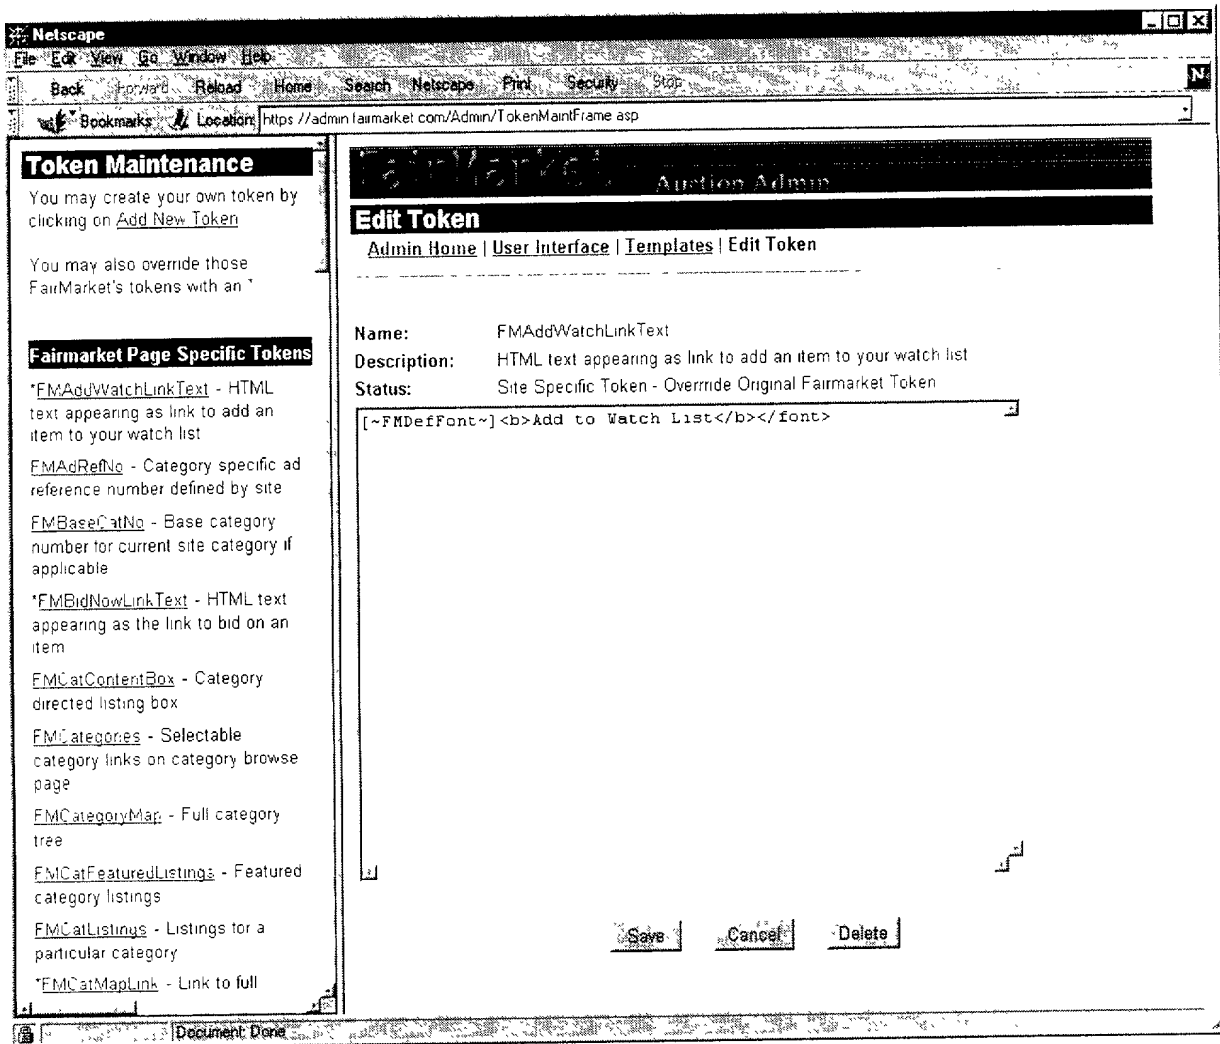 Netscape
File Edit View Go Window Help
Back Forward Reload Home Search Netscape Print Security Stop
N
Bookmarks Location: https://admin.fairmarket.com/Admin/TokenMaintFrame.asp
Token Maintenance
You may create your own token by
clicking on Add New Token
You may also override those
FairMarket's tokens with an *
Fairmarket Page Specific Tokens
*FMAddWatchLinkText - HTML
text appearing as link to add an
item to your watch list
FMAdRefNo - Category specific ad
reference number defined by site
FMBaseCatNo - Base category
number for current site category if
applicable
*FMBidNowLinkText - HTML text
appearing as the link to bid on an
item
FMCatContentBox - Category
directed listing box
FMCategories - Selectable
category links on category browse
page
FMCategoryMap - Full category
tree
FMCatFeaturedListings - Featured
category listings
FMCatListings - Listings for a
particular category
*FMCatMapLink - Link to full
FairMarket Auction Admin
Edit Token
Admin Home | User Interface | Templates | Edit Token
Name: FMAddWatchLinkText
Description: HTML text appearing as link to add an item to your watch list
Status: Site Specific Token - Overrride Original Fairmarket Token
[~FMDefFont~]<b>Add to Watch List</b></font>
Save Cancel Delete
Document: Done